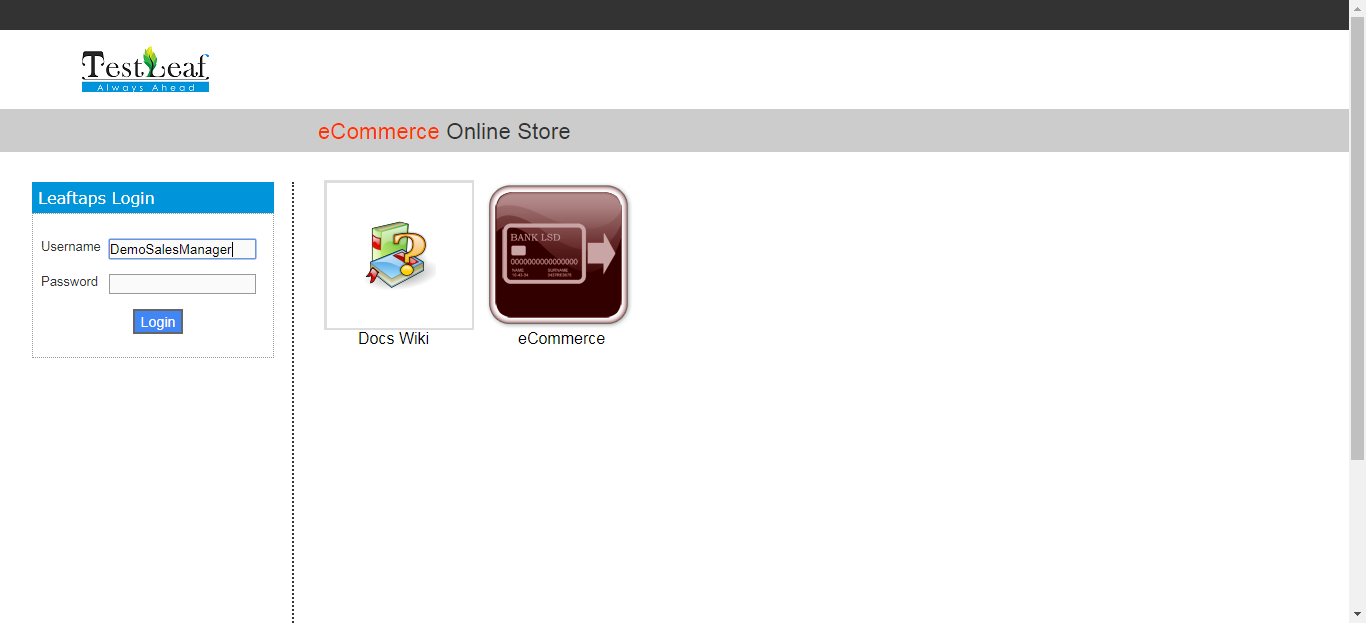 TestLeaf
Always Ahead
eCommerce Online Store
Leaftaps Login
Username DemoSalesManager
Password
Login
BANK LSD
0000000000000000
NAME SURNAME
Docs Wiki
eCommerce